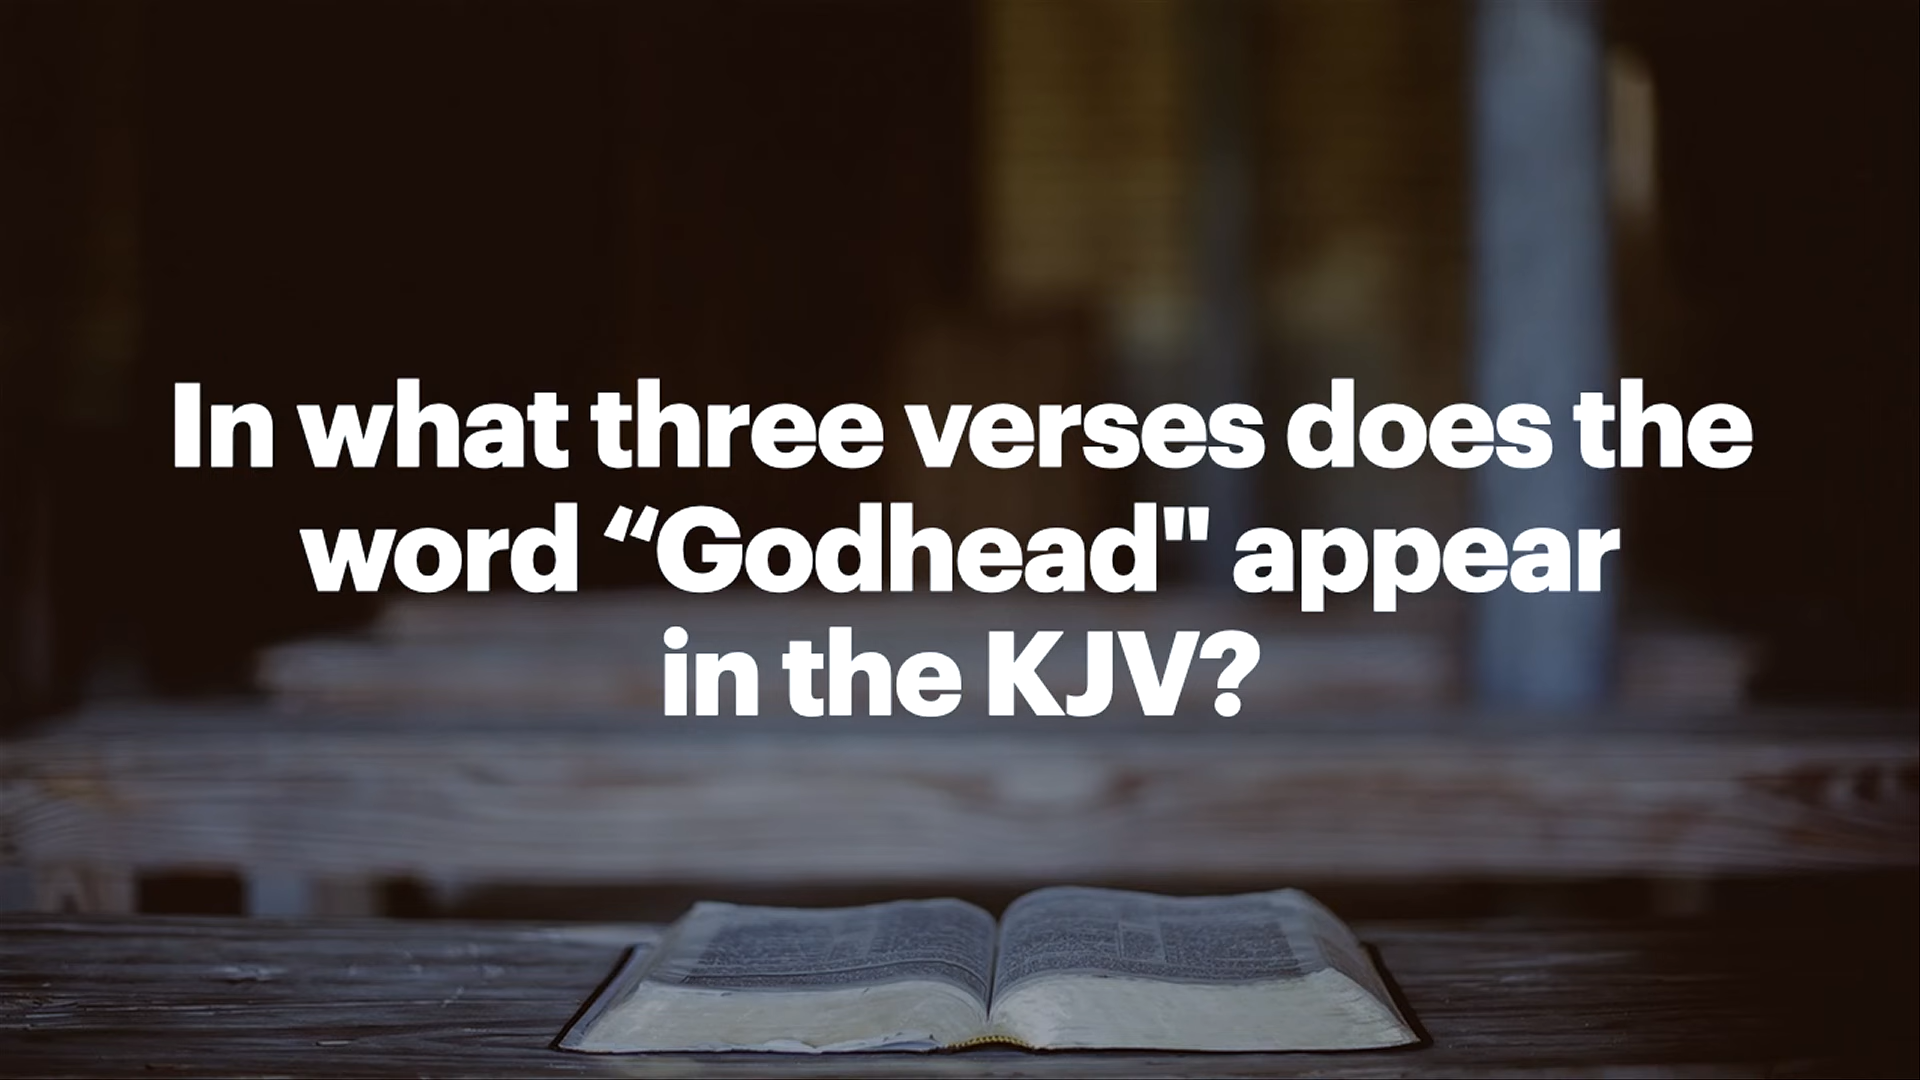 In what three verses does the
word “Godhead" appear
in the KJV?